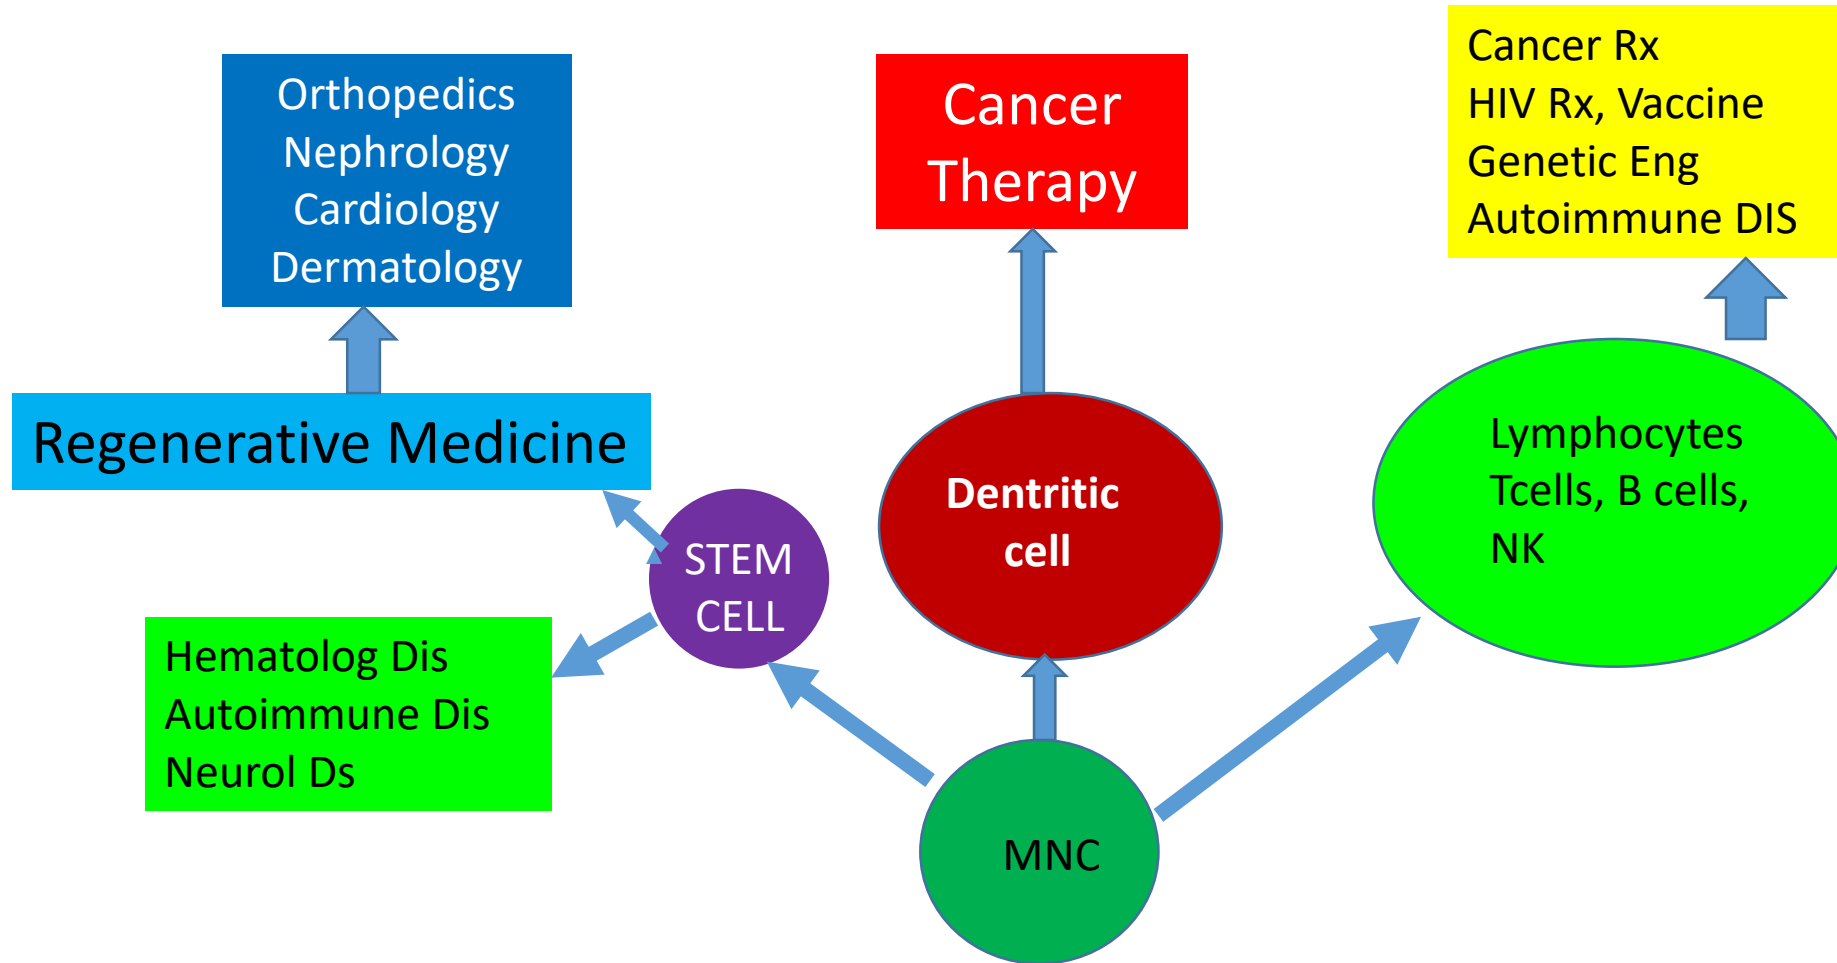 Orthopedics
Nephrology
Cardiology
Dermatology
Cancer
Therapy
Cancer Rx
HIV Rx, Vaccine
Genetic Eng
Autoimmune DIS
Regenerative Medicine
STEM
CELL
Dentritic
cell
Lymphocytes
Tcells, B cells,
NK
Hematolog Dis
Autoimmune Dis
Neurol Ds
MNC